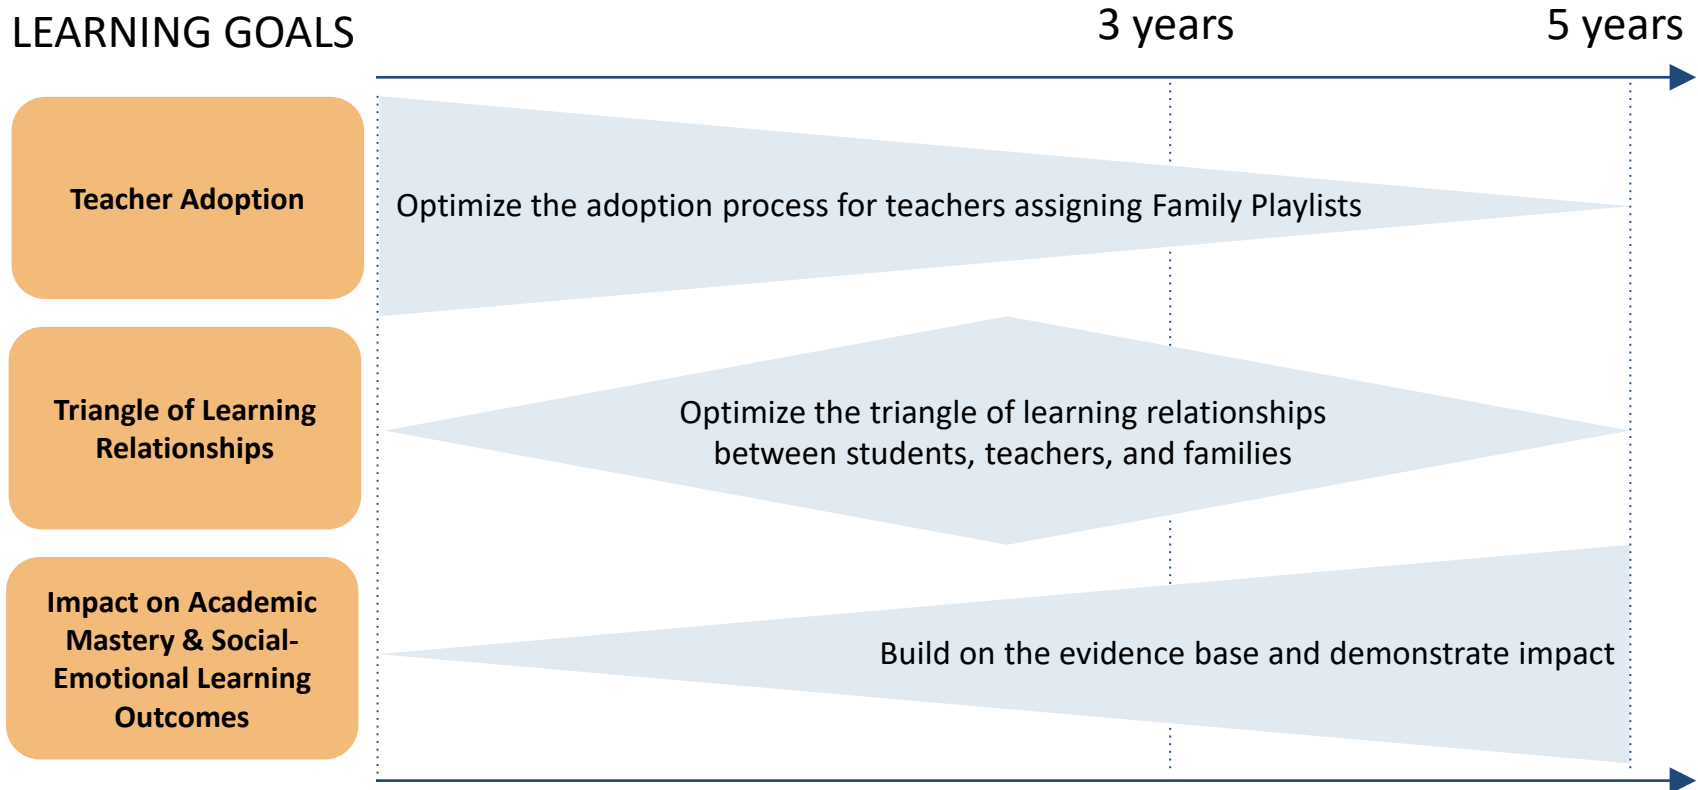 LEARNING GOALS
3 years
5 years
Teacher Adoption
Optimize the adoption process for teachers assigning Family Playlists
Triangle of Learning
Relationships
Optimize the triangle of learning relationships
between students, teachers, and families
Impact on Academic
Mastery & Social-
Emotional Learning
Outcomes
Build on the evidence base and demonstrate impact